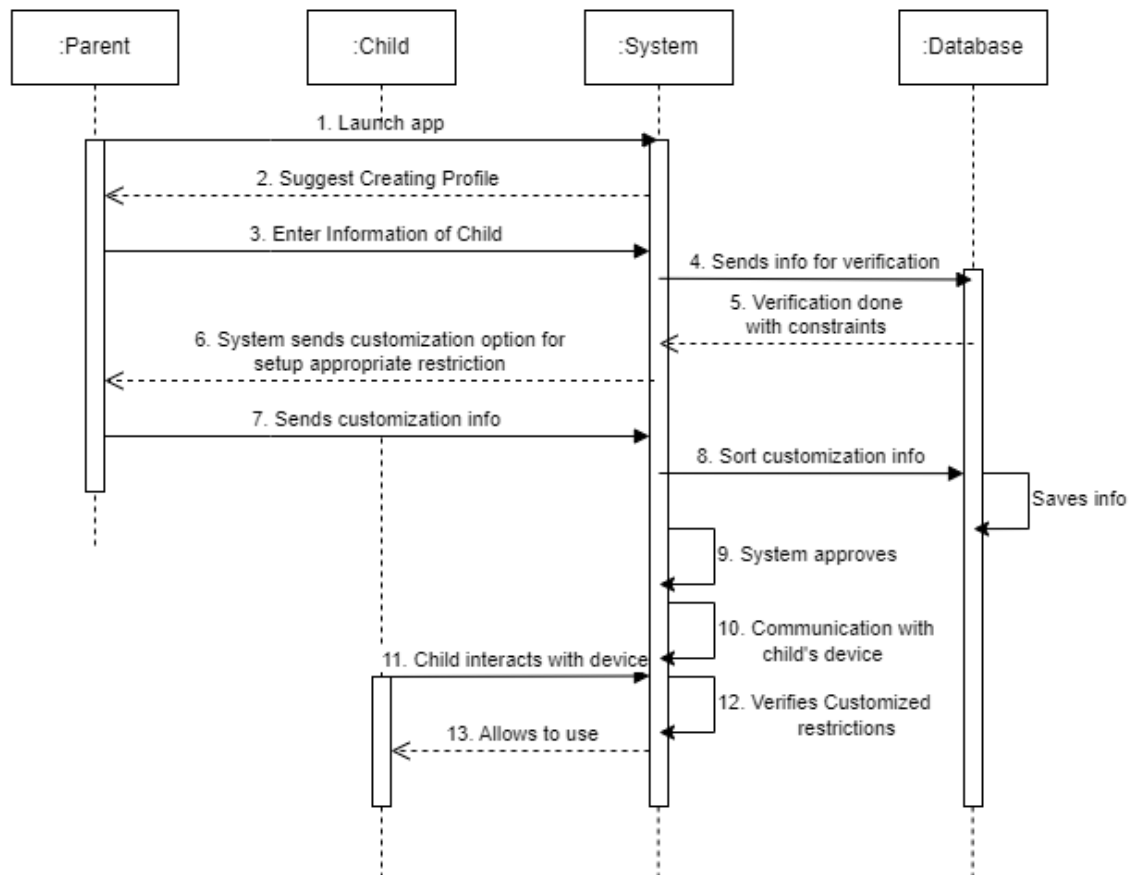 :Parent
:Child
:System
:Database
1. Launch app
2. Suggest Creating Profile
3. Enter Information of Child
4. Sends info for verification
5. Verification done
with constraints
6. System sends customization option for
setup appropriate restriction
7. Sends customization info
8. Sort customization info
Saves info
9. System approves
10. Communication with
child's device
11. Child interacts with device
12. Verifies Customized
restrictions
13. Allows to use